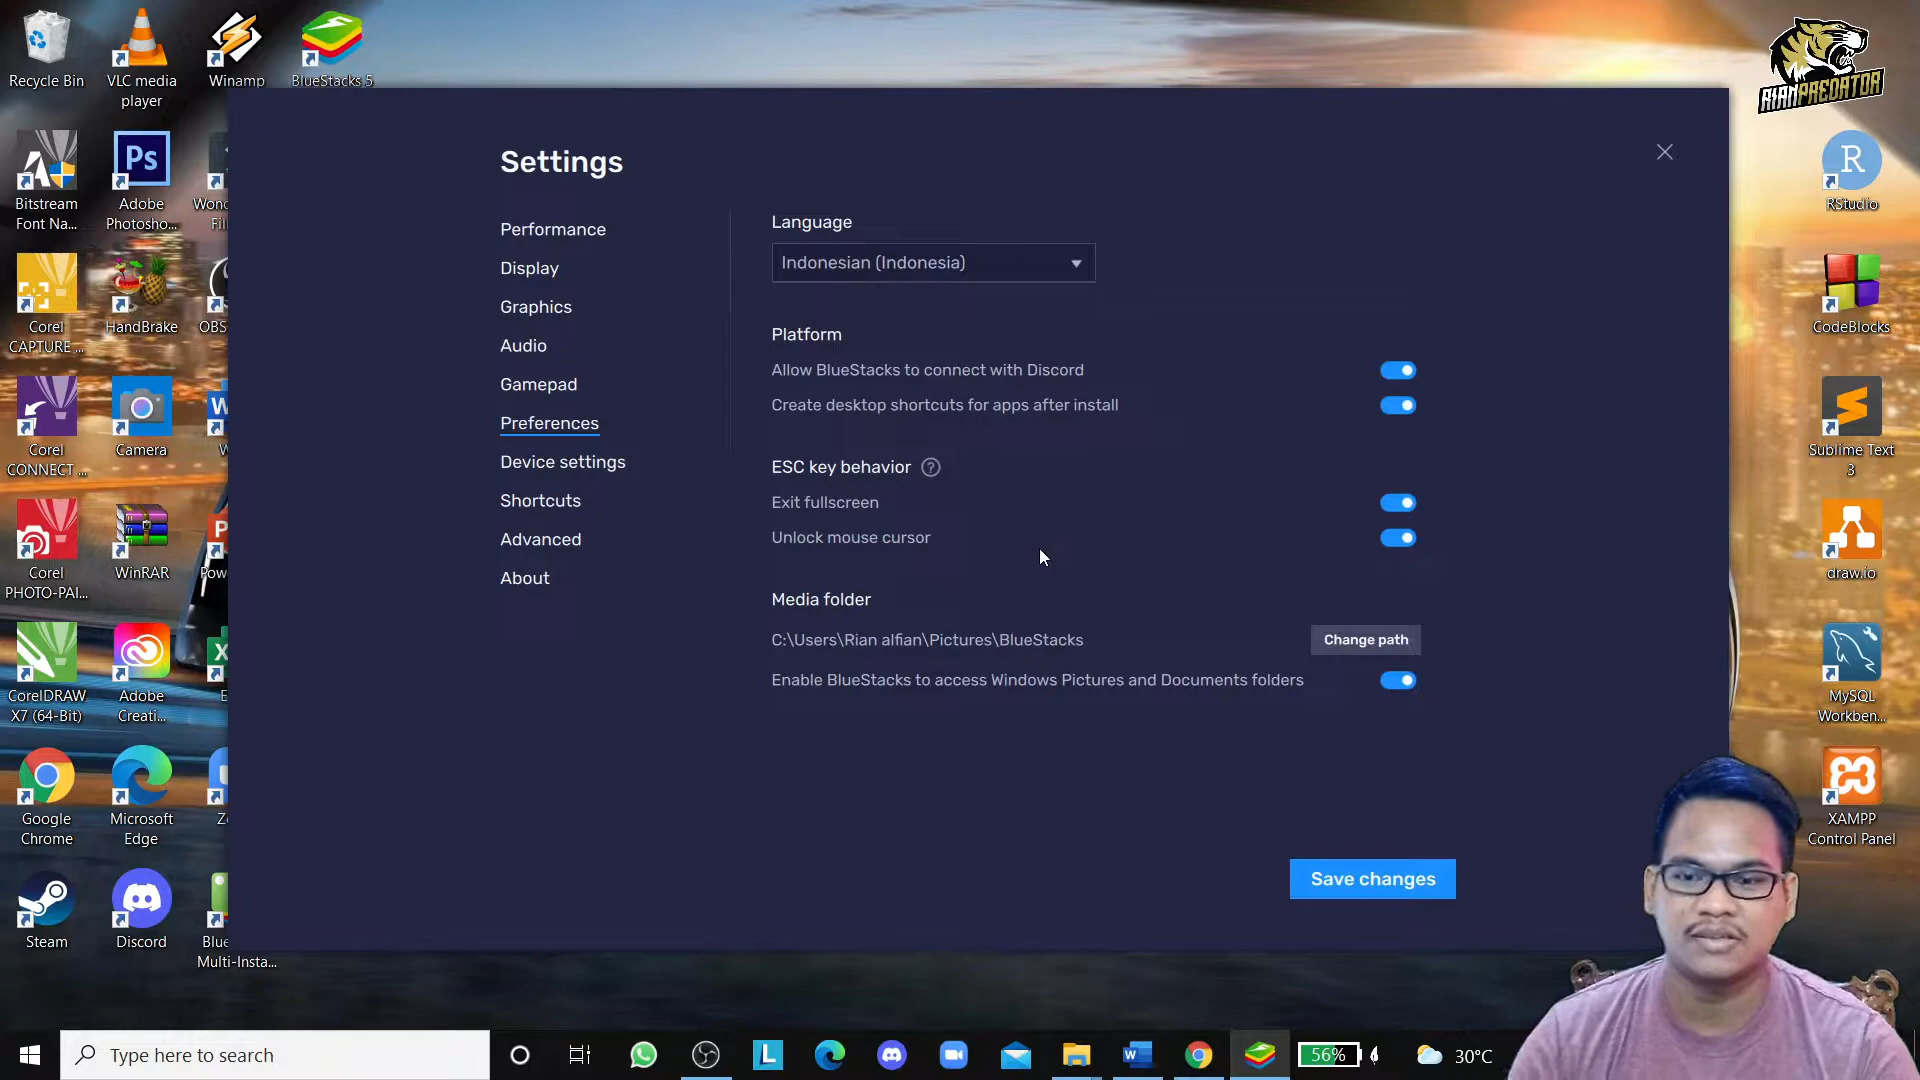 Recycle Bin
VLC media
player
Winamp
BlueStacks 5
RIANPREDATOR
Settings
Performance
Display
Graphics
Audio
Gamepad
Preferences
Device settings
Shortcuts
Advanced
About
Language
Indonesian (Indonesia)
Platform
Allow BlueStacks to connect with Discord
Create desktop shortcuts for apps after install
ESC key behavior ?
Exit fullscreen
Unlock mouse cursor
Media folder
C:\Users\Rian alfian\Pictures\BlueStacks
Change path
Enable BlueStacks to access Windows Pictures and Documents folders
Save changes
Bitstream
Font Na...
Ps
Adobe
Photosho...
Corel
CAPTURE ...
HandBrake
OBS
Corel
CONNECT ...
Camera
Corel
PHOTO-PAI...
WinRAR
CorelDRAW
X7 (64-Bit)
Adobe
Creati...
Google
Chrome
Microsoft
Edge
Steam
Discord
Blue
Multi-Insta...
R
RStudio
CodeBlocks
Sublime Text
3
draw.io
MySQL
Workben...
XAMPP
Control Panel
Type here to search
L
W
56%
30°C